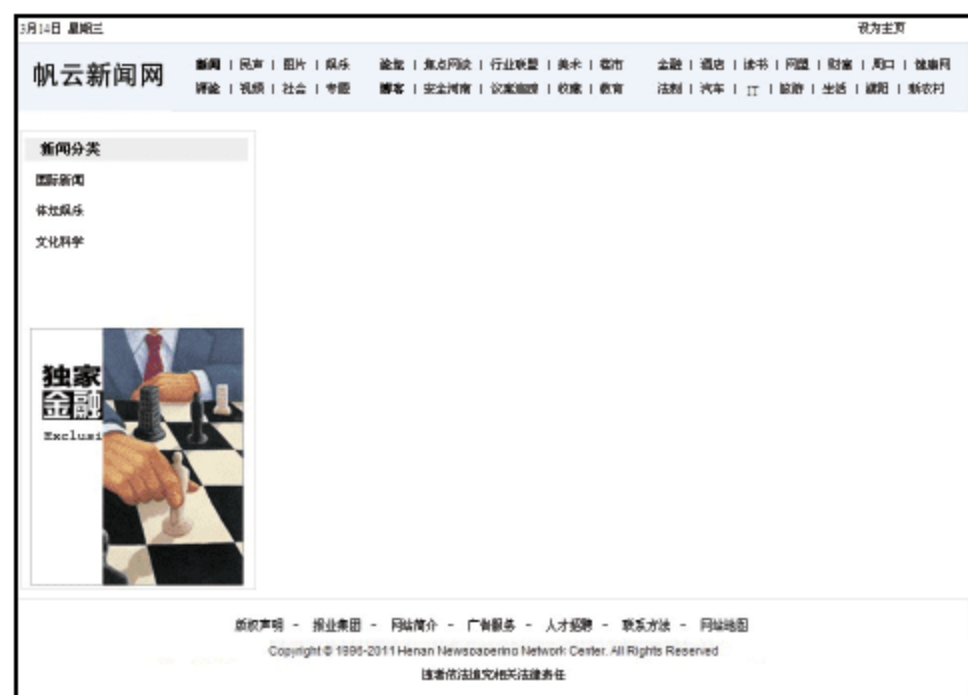 3月14日 星期三 设为主页
帆云新闻网
新闻 | 民声 | 图片 | 娱乐 论坛 | 焦点网谈 | 行业联盟 | 美术 | 都市 金融 | 酒店 | 读书 | 网盟 | 财富 | 周口 | 健康网
评论 | 视频 | 社会 | 专题 博客 | 安全河南 | 议案追踪 | 收藏 | 教育 法制 | 汽车 | IT | 旅游 | 生活 | 濮阳 | 新农村
新闻分类
国际新闻
体坛娱乐
文化科学
独家
金融
Exclusi
版权声明 - 报业集团 - 网站简介 - 广告服务 - 人才招聘 - 联系方法 - 网站地图
Copyright © 1996-2011 Henan Newspapering Network Center. All Rights Reserved
违者依法追究相关法律责任